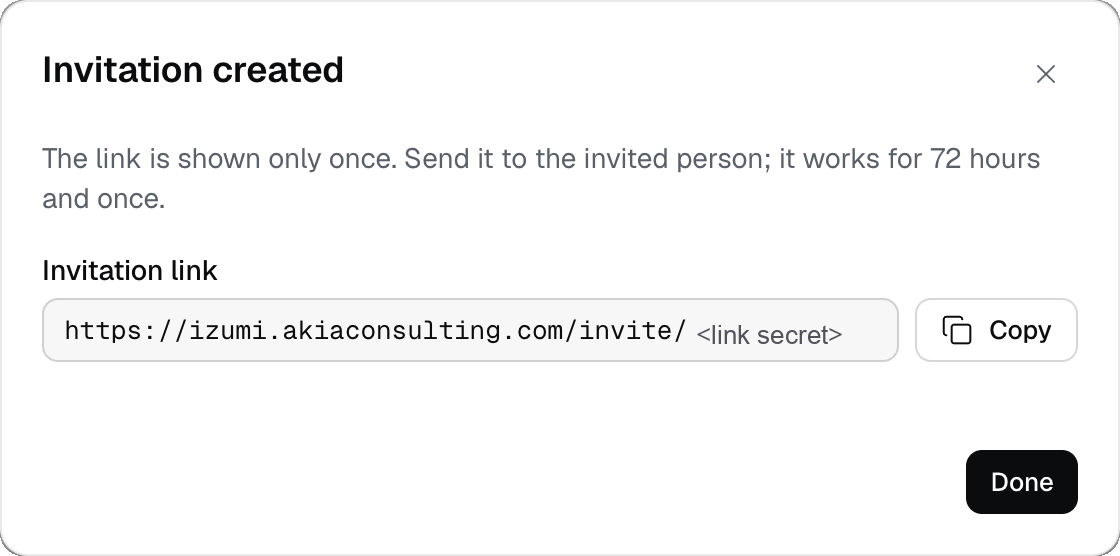 Invitation created
The link is shown only once. Send it to the invited person; it works for 72 hours
and once.
Invitation link
https://izumi.akiaconsulting.com/invite/ <link secret>
Copy
Done